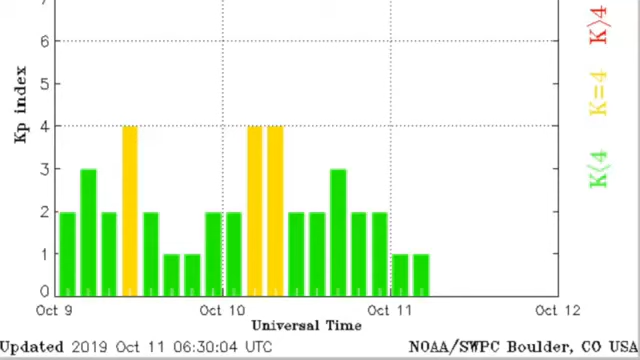 7
6
5
4
3
2
1
0
Kp index
Oct 9 Oct 10 Oct 11 Oct 12
Universal Time
K<4 K=4 K>4
Updated 2019 Oct 11 06:30:04 UTC NOAA/SWPC Boulder, CO USA